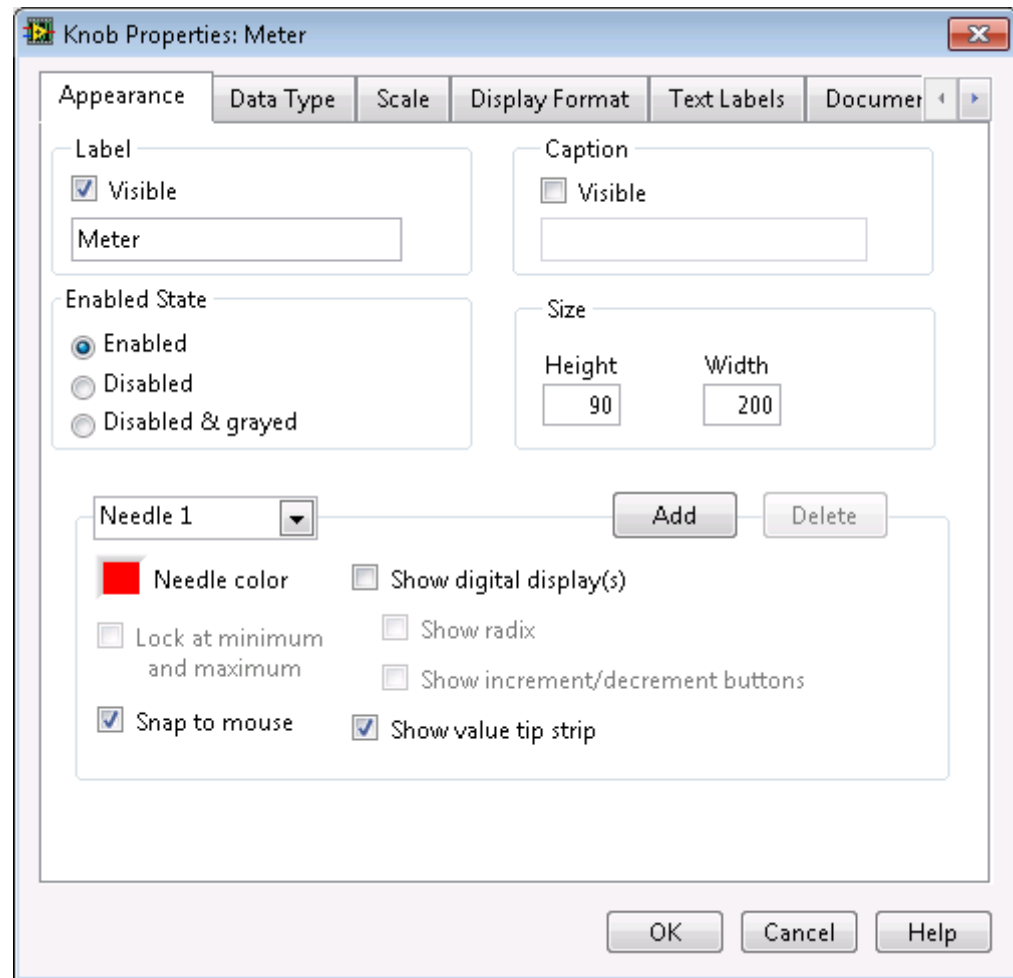 Knob Properties: Meter
Appearance Data Type Scale Display Format Text Labels Documen
Label
Visible
Meter
Caption
Visible
Enabled State
Enabled
Disabled
Disabled & grayed
Size
Height Width
90 200
Needle 1
Add Delete
Needle color
Lock at minimum
and maximum
Snap to mouse
Show digital display(s)
Show radix
Show increment/decrement buttons
Show value tip strip
OK Cancel Help